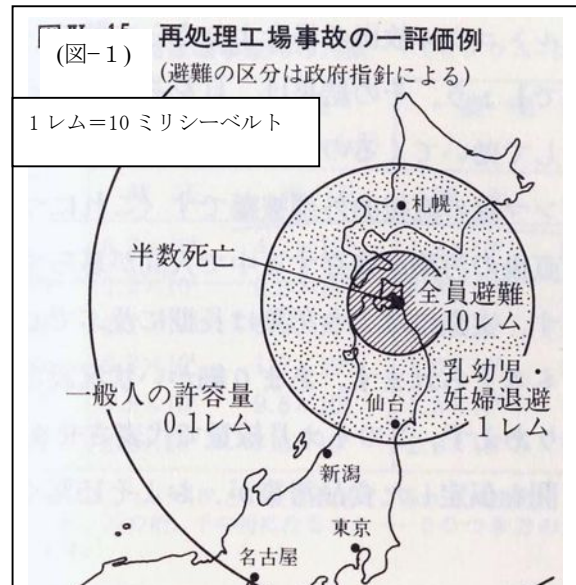 再処理工場事故の一評価例
(図-1)
(避難の区分は政府指針による)
1 レム＝10 ミリシーベルト
札幌
半数死亡
全員避難
10レム
一般人の許容量
0.1レム
乳幼児・
妊婦退避
1レム
仙台
新潟
東京
名古屋